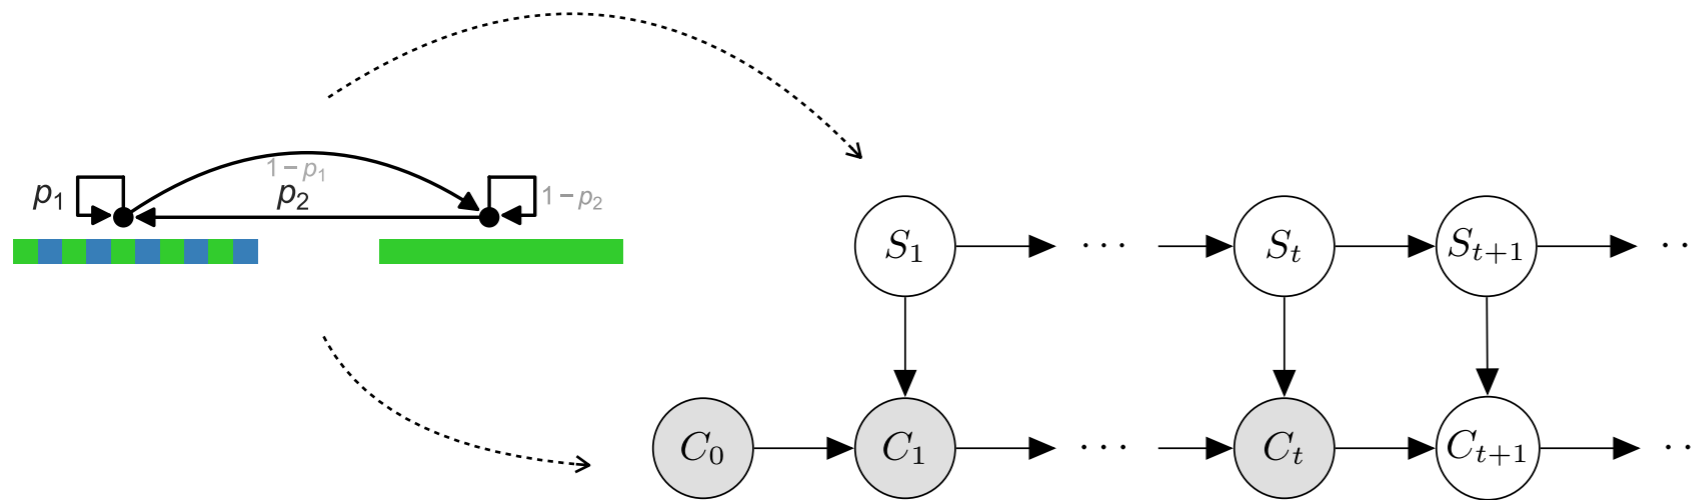 1 − p₁
p₁
p₂
1 − p₂
S₁ ··· Sₜ Sₜ₊₁ ··
C₀ C₁ ··· Cₜ Cₜ₊₁ ··